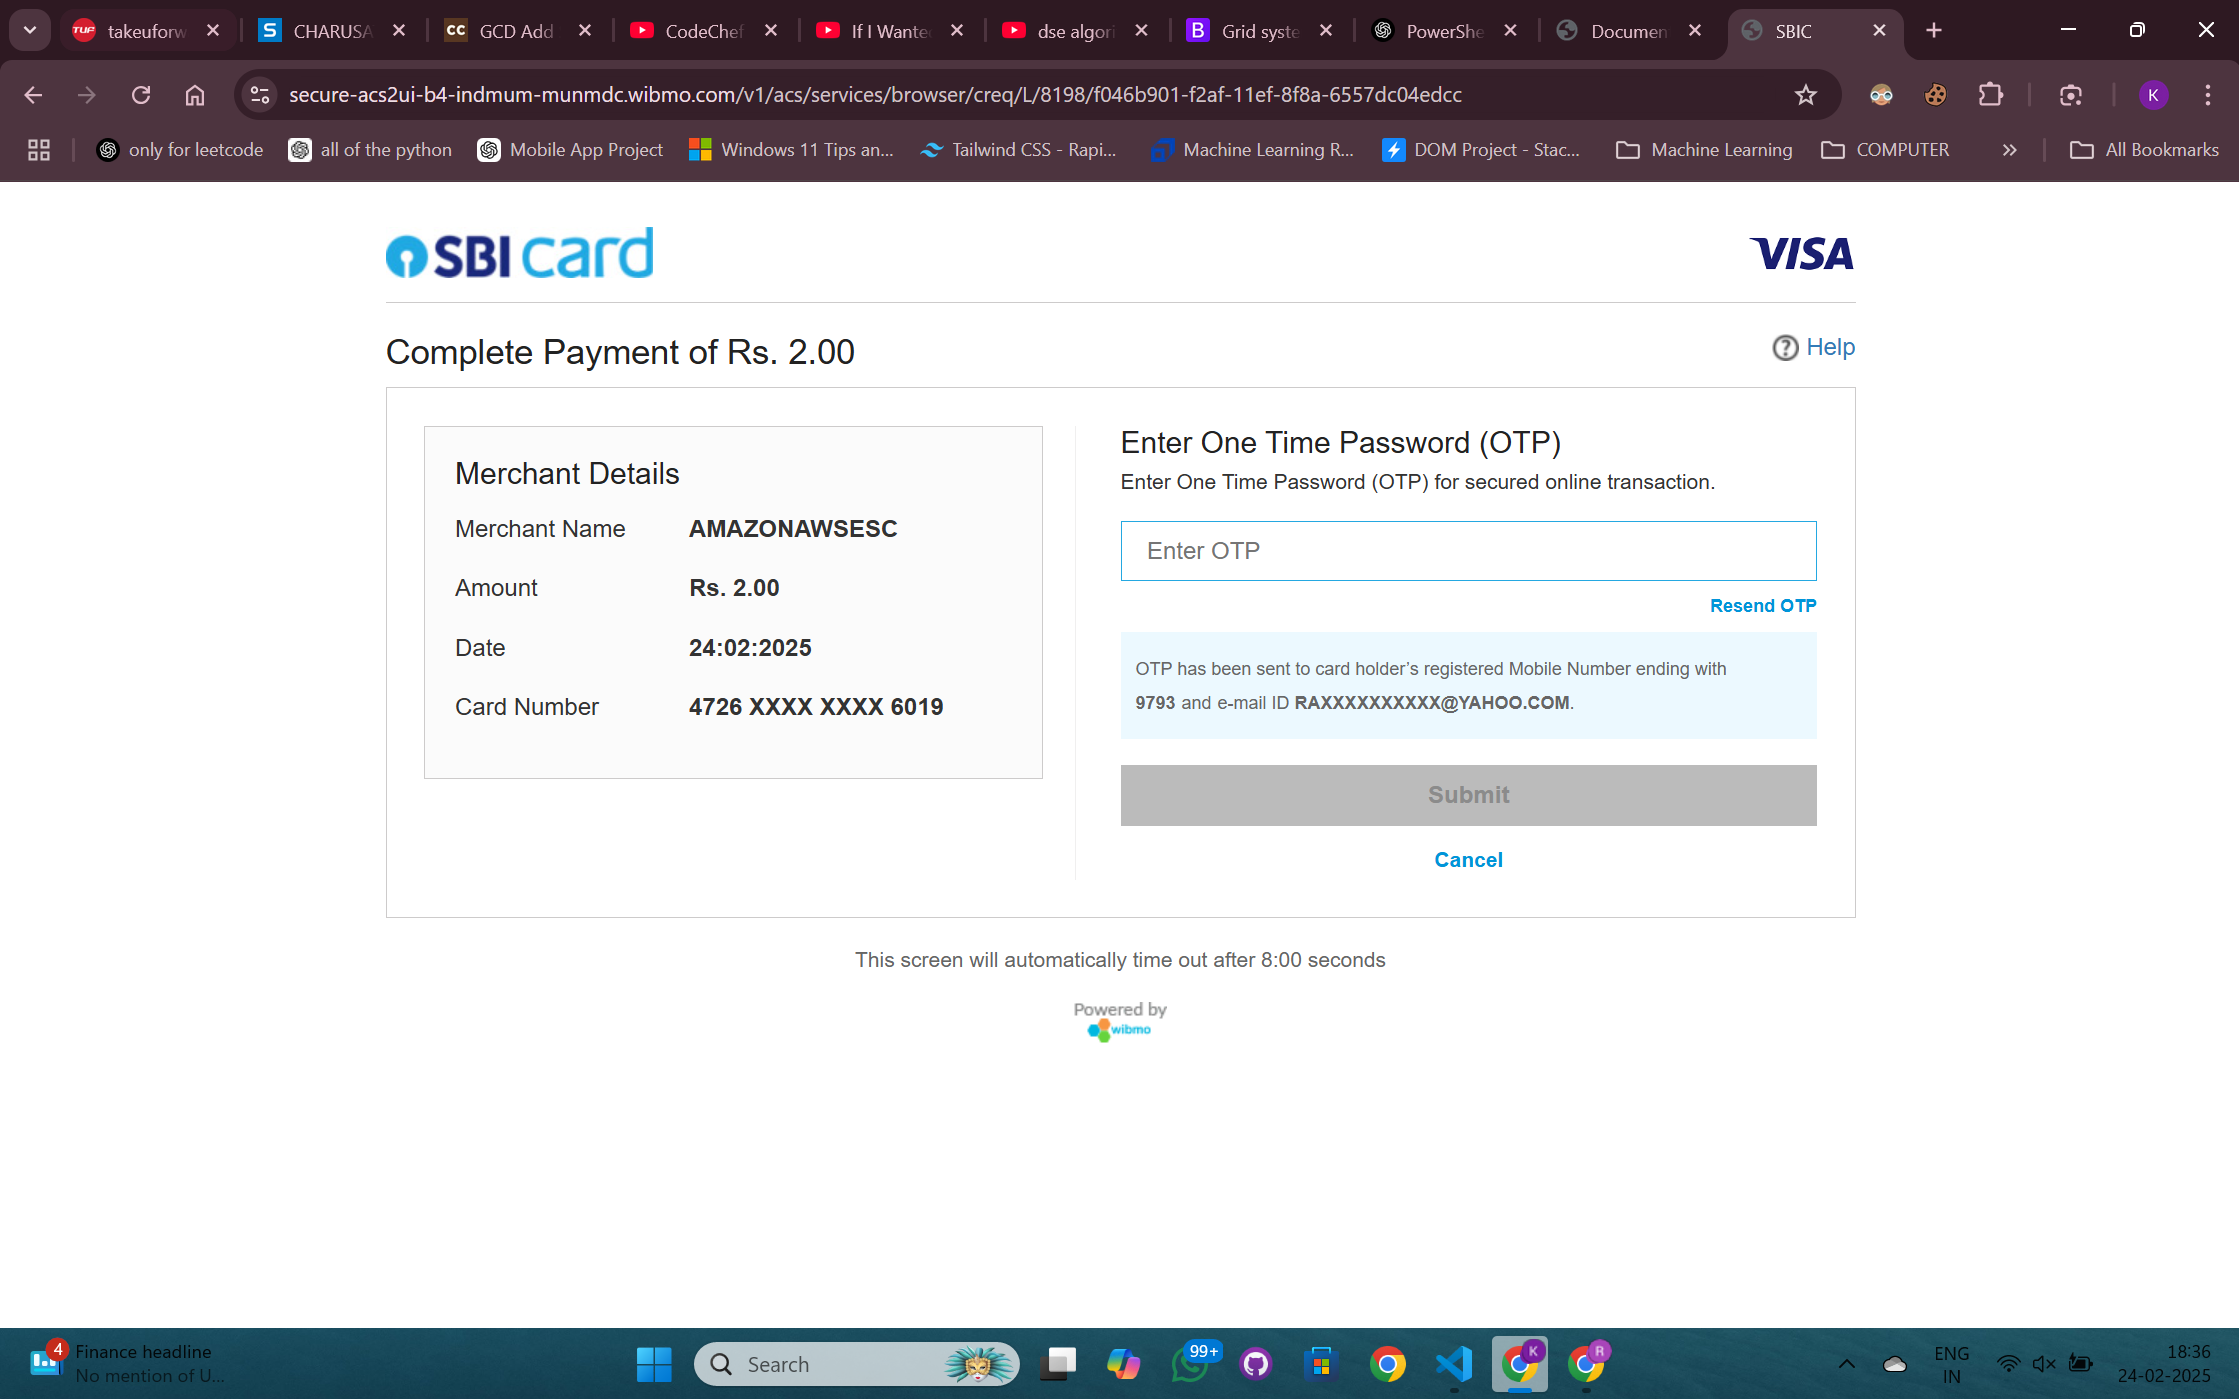 takeuforw
CHARUSA
GCD Add
CodeChef
If I Wante
dse algori
Grid syste
PowerShe
Documen
SBIC
secure-acs2ui-b4-indmum-munmdc.wibmo.com/v1/acs/services/browser/creq/L/8198/f046b901-f2af-11ef-8f8a-6557dc04edcc
K
only for leetcode
all of the python
Mobile App Project
Windows 11 Tips an...
Tailwind CSS - Rapi...
Machine Learning R...
DOM Project - Stac...
Machine Learning
COMPUTER
All Bookmarks
SBI card
VISA
Complete Payment of Rs. 2.00
Help
Merchant Details
Merchant Name AMAZONAWSESC
Amount Rs. 2.00
Date 24:02:2025
Card Number 4726 XXXX XXXX 6019
Enter One Time Password (OTP)
Enter One Time Password (OTP) for secured online transaction.
Enter OTP
Resend OTP
OTP has been sent to card holder’s registered Mobile Number ending with
9793 and e-mail ID RAXXXXXXXXXX@YAHOO.COM.
Submit
Cancel
This screen will automatically time out after 8:00 seconds
Powered by
wibmo
4
Finance headline
No mention of U...
Search
99+
K
R
ENG
IN
18:36
24-02-2025